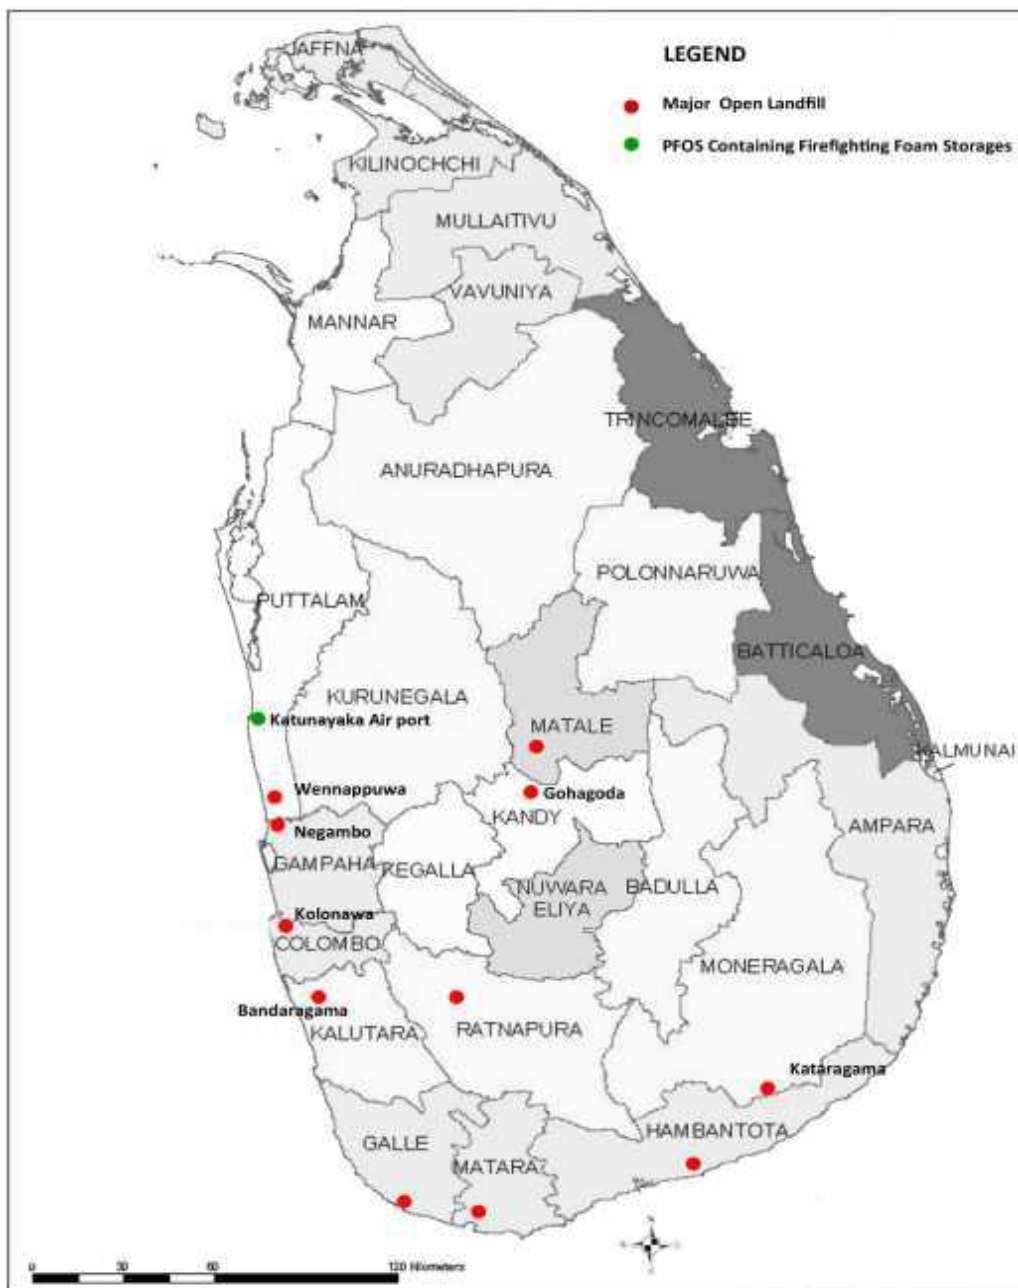 JAFFNA
LEGEND
Major Open Landfill
PFOS Containing Firefighting Foam Storages
KILINOCHCHI
MULLAITIVU
VAVUNIYA
MANNAR
TRINCOMALEE
ANURADHAPURA
POLONNARUWA
PUTTALAM
BATTICALOA
KURUNEGALA
Katunayaka Air port
MATALE
KALMUNAI
Wennappuwa
Gohagoda
KANDY
Negambo
AMPARA
GAMPAHA
KEGALLA
NUWARA
ELIYA
BADULLA
Kolonawa
COLOMBO
MONERAGALA
Bandaragama
KALUTARA
RATNAPURA
Kataragama
HAMBANTOTA
GALLE
MATARA
0 30 60 120 Kilometers